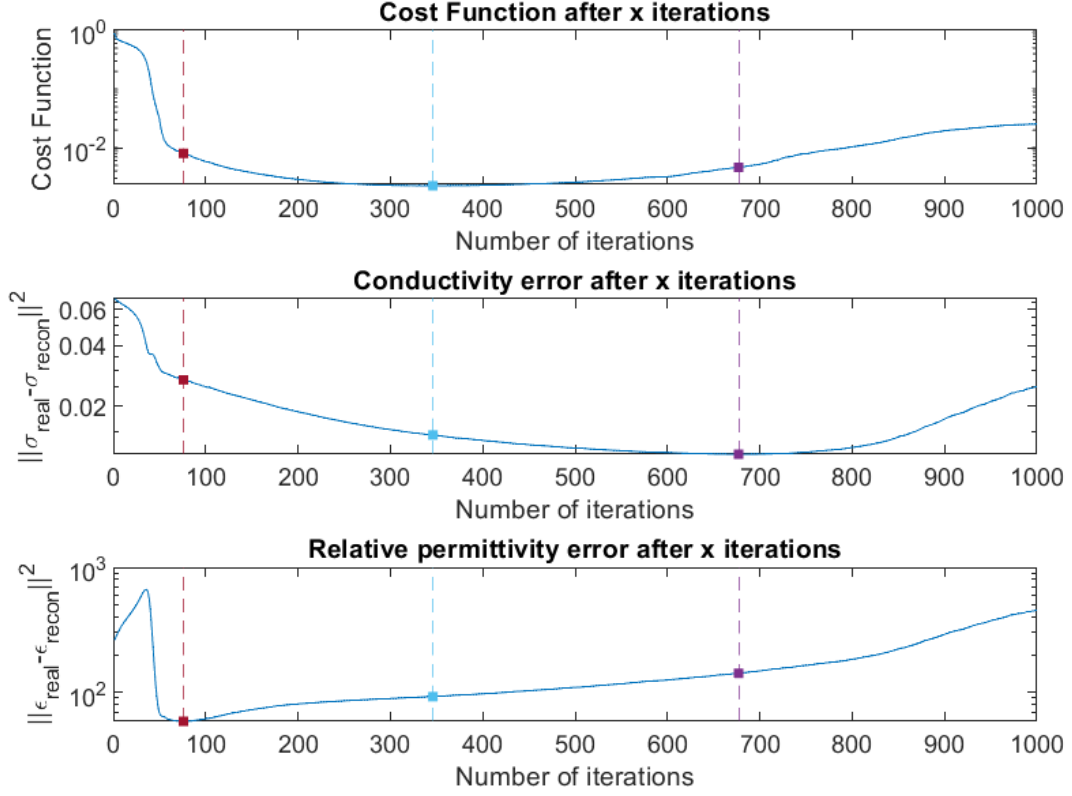 Cost Function after x iterations
Cost Function
10^0
10^-2
0 100 200 300 400 500 600 700 800 900 1000
Number of iterations
Conductivity error after x iterations
||σ_real-σ_recon||^2
0.06
0.04
0.02
0 100 200 300 400 500 600 700 800 900 1000
Number of iterations
Relative permittivity error after x iterations
||ϵ_real-ϵ_recon||^2
10^3
10^2
0 100 200 300 400 500 600 700 800 900 1000
Number of iterations